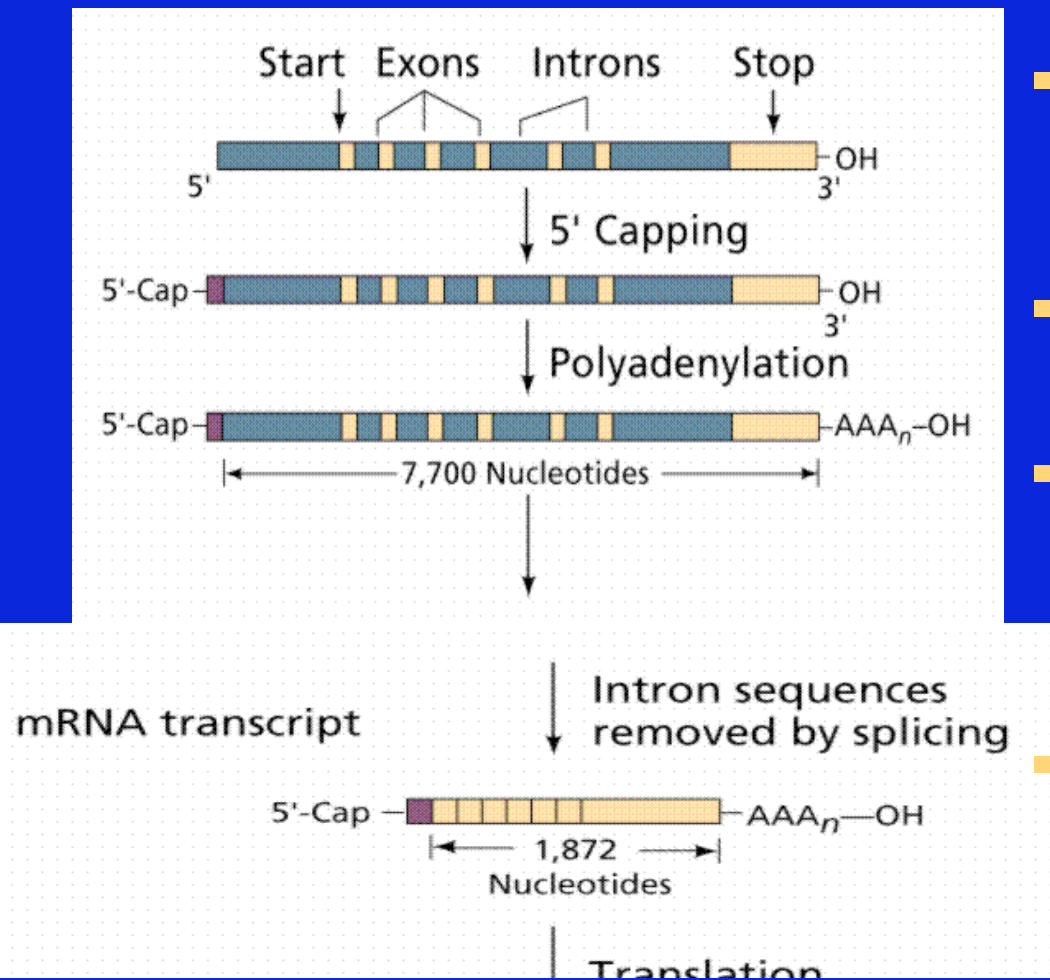 Start Exons Introns Stop
OH
5' 3'
5' Capping
5'-Cap OH
3'
Polyadenylation
5'-Cap AAAn-OH
7,700 Nucleotides
Intron sequences
mRNA transcript
removed by splicing
5'-Cap AAAn—OH
1,872
Nucleotides
Translation